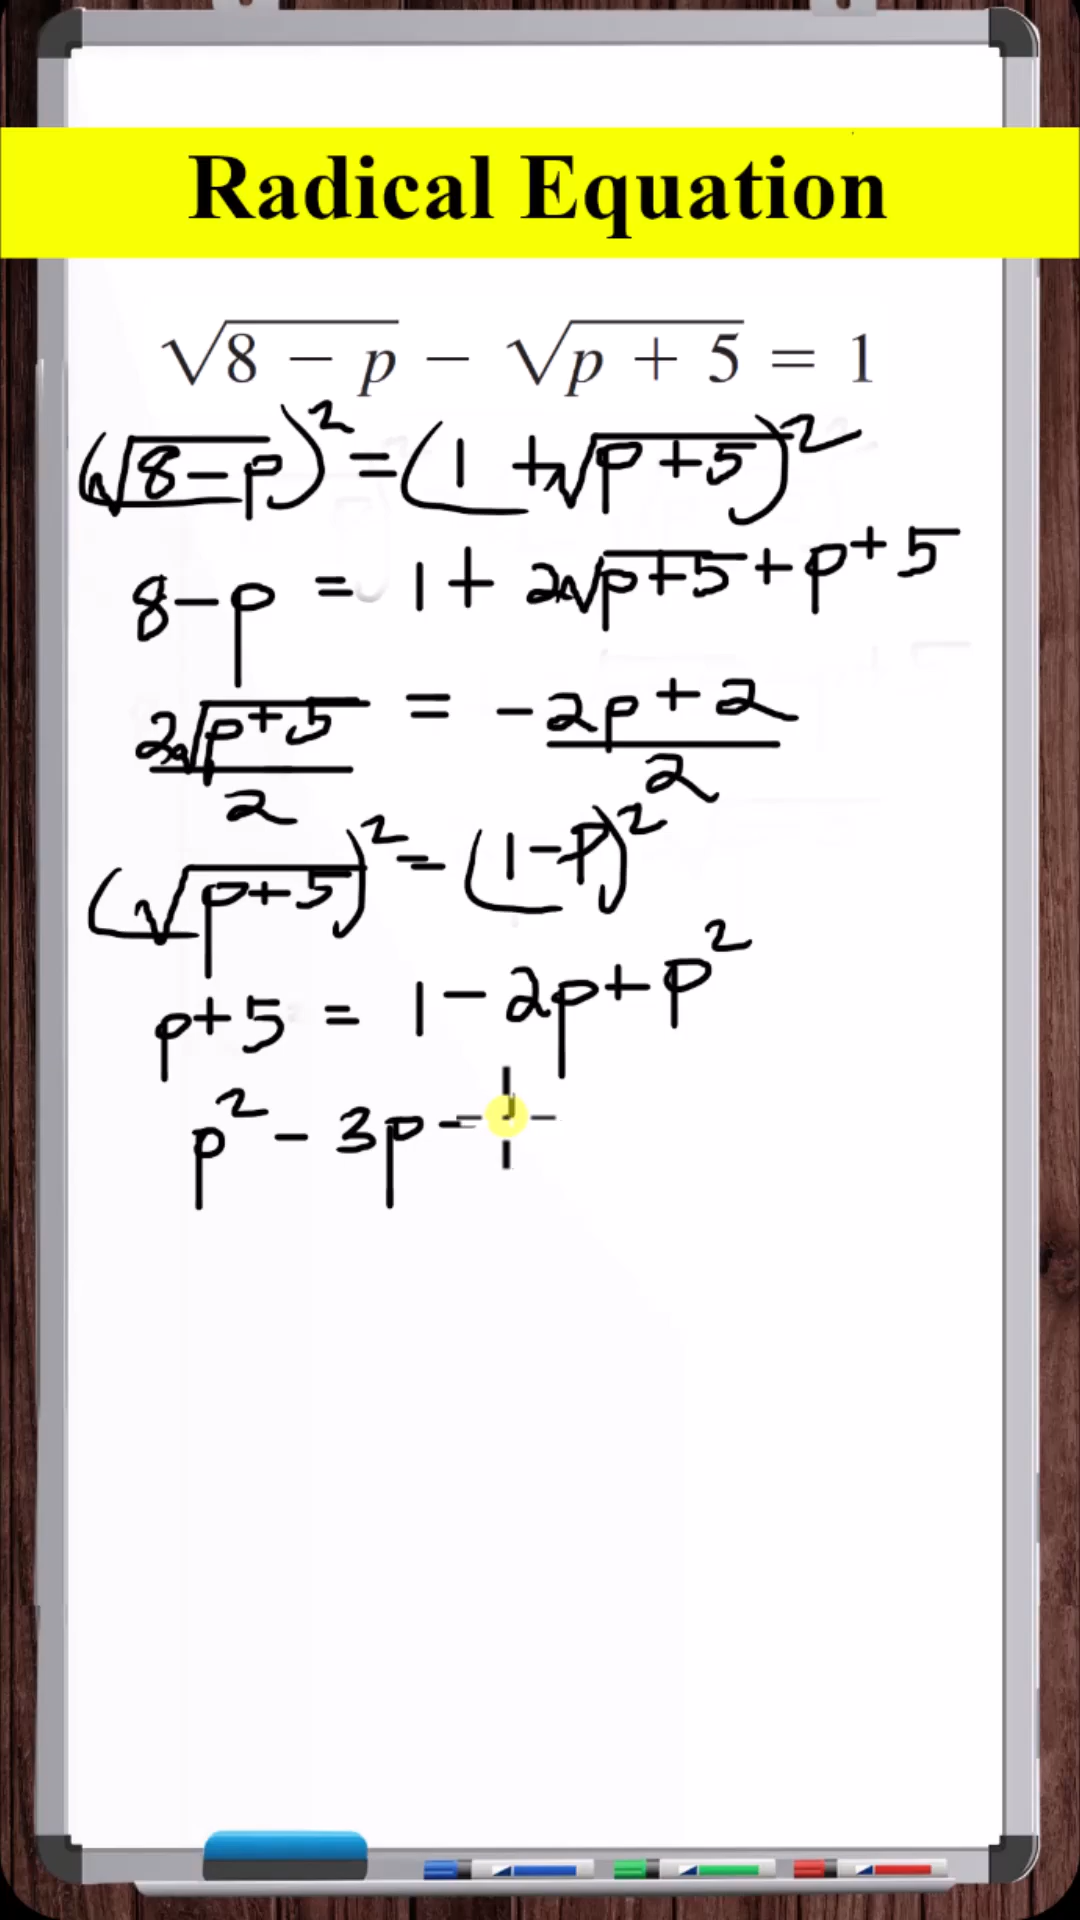 Radical Equation
√(8 − p) − √(p + 5) = 1
(√(8−p))² = (1 + √(p+5))²
8−p = 1 + 2√(p+5) + p+5
2√(p+5)/2 = −2p+2/2
(√(p+5))² = (1−p)²
p+5 = 1 − 2p + p²
p² − 3p −